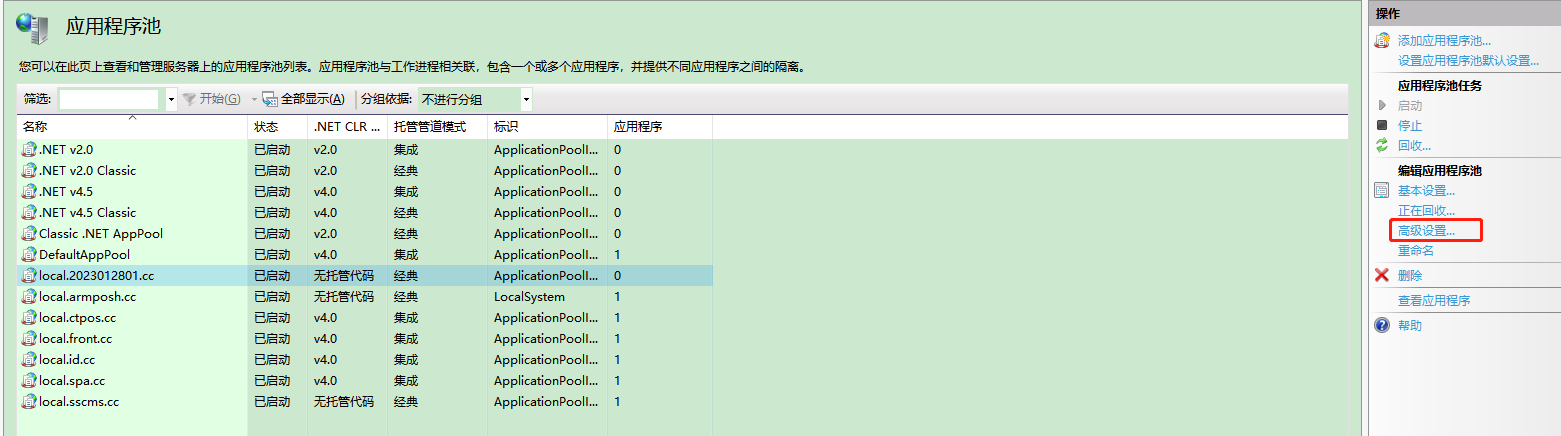 应用程序池
您可以在此页上查看和管理服务器上的应用程序池列表。应用程序池与工作进程相关联，包含一个或多个应用程序，并提供不同应用程序之间的隔离。
筛选: 开始(G) 全部显示(A) 分组依据: 不进行分组
名称 状态 .NET CLR ... 托管管道模式 标识 应用程序
.NET v2.0 已启动 v2.0 集成 ApplicationPoolI... 0
.NET v2.0 Classic 已启动 v2.0 经典 ApplicationPoolI... 0
.NET v4.5 已启动 v4.0 集成 ApplicationPoolI... 0
.NET v4.5 Classic 已启动 v4.0 经典 ApplicationPoolI... 0
Classic .NET AppPool 已启动 v2.0 经典 ApplicationPoolI... 0
DefaultAppPool 已启动 v4.0 集成 ApplicationPoolI... 1
local.2023012801.cc 已启动 无托管代码 经典 ApplicationPoolI... 0
local.armposh.cc 已启动 无托管代码 经典 LocalSystem 1
local.ctpos.cc 已启动 v4.0 集成 ApplicationPoolI... 1
local.front.cc 已启动 v4.0 集成 ApplicationPoolI... 1
local.id.cc 已启动 v4.0 集成 ApplicationPoolI... 1
local.spa.cc 已启动 v4.0 集成 ApplicationPoolI... 1
local.sscms.cc 已启动 无托管代码 经典 ApplicationPoolI... 1
操作
添加应用程序池...
设置应用程序池默认设置...
应用程序池任务
启动
停止
回收...
编辑应用程序池
基本设置...
正在回收...
高级设置...
重命名
删除
查看应用程序
帮助